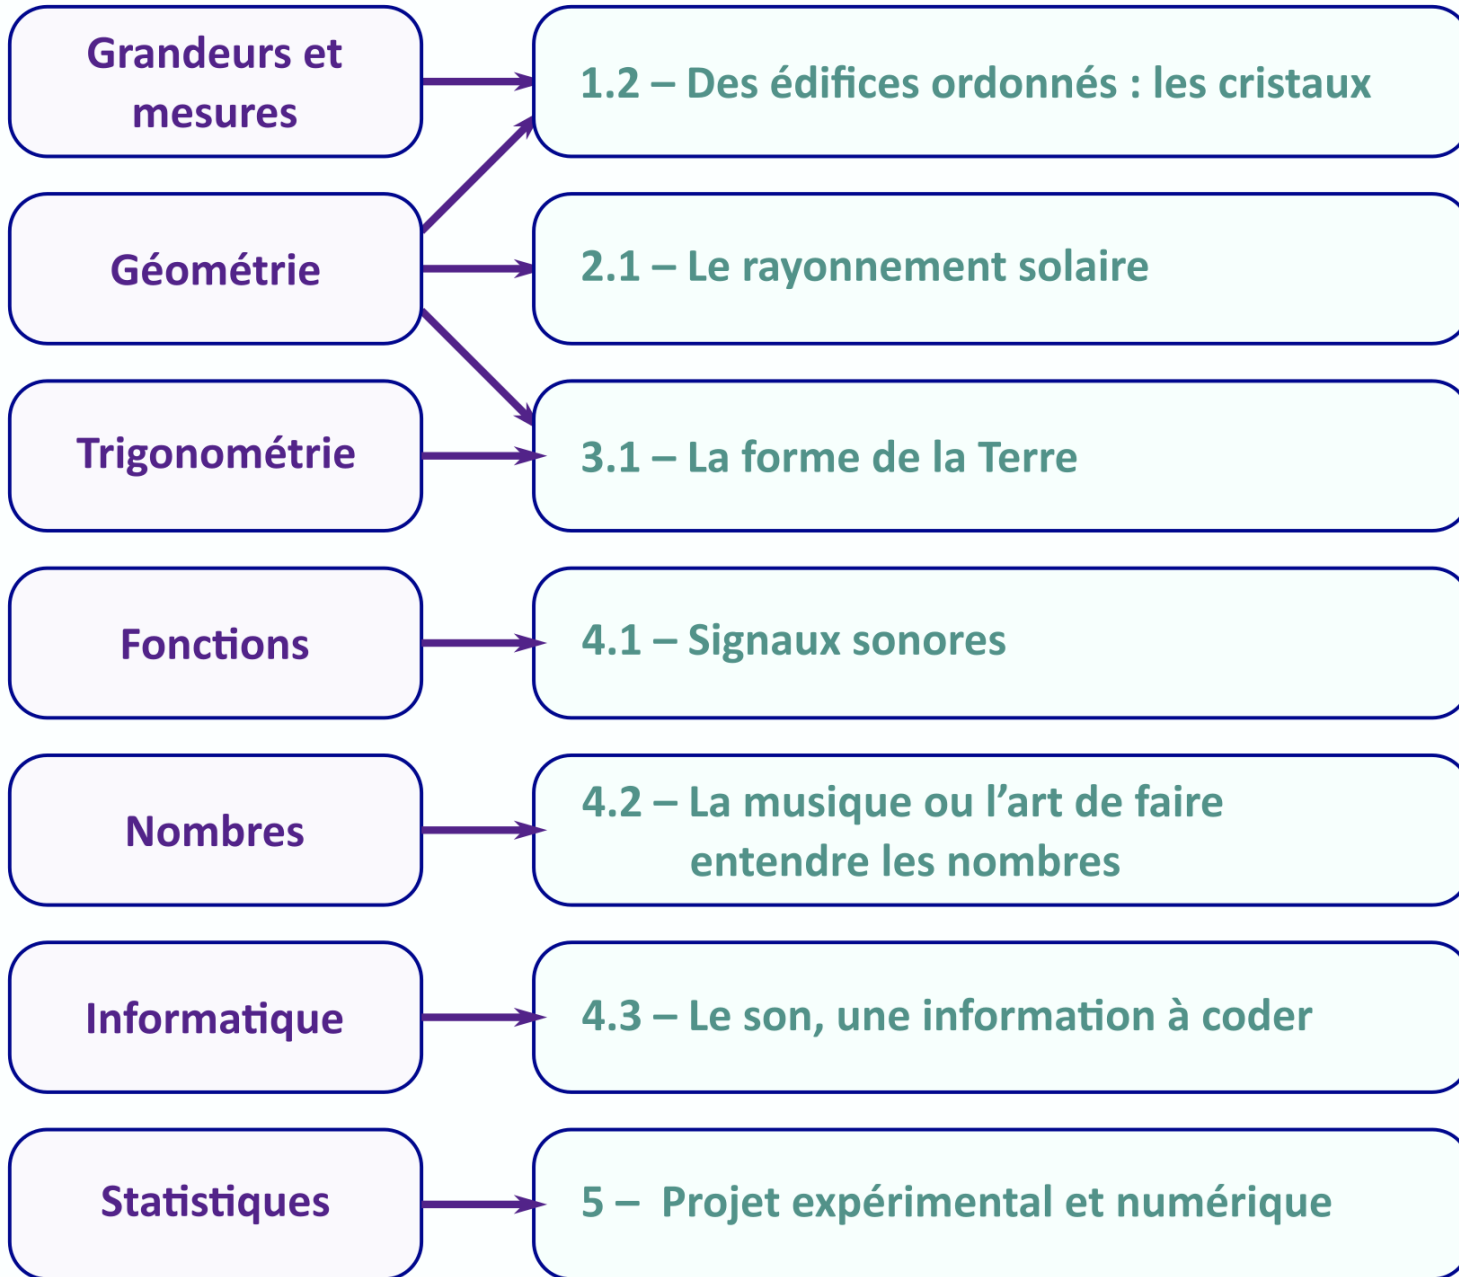 Grandeurs et
mesures
1.2 – Des édifices ordonnés : les cristaux
Géométrie
2.1 – Le rayonnement solaire
Trigonométrie
3.1 – La forme de la Terre
Fonctions
4.1 – Signaux sonores
Nombres
4.2 – La musique ou l’art de faire
entendre les nombres
Informatique
4.3 – Le son, une information à coder
Statistiques
5 – Projet expérimental et numérique